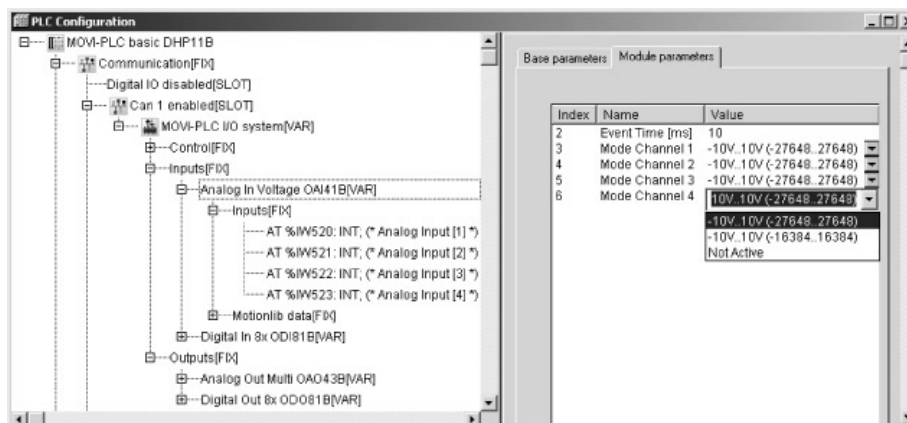 PLC Configuration
MOVI-PLC basic DHP11B
Communication[FIX]
Digital IO disabled[SLOT]
Can 1 enabled[SLOT]
MOVI-PLC I/O system[VAR]
Control[FIX]
Inputs[FIX]
Analog In Voltage OAI41B[VAR]
Inputs[FIX]
AT %IW520: INT; (* Analog Input [1] *)
AT %IW521: INT; (* Analog Input [2] *)
AT %IW522: INT; (* Analog Input [3] *)
AT %IW523: INT; (* Analog Input [4] *)
Motionlib data[FIX]
Digital In 8x ODI81B[VAR]
Outputs[FIX]
Analog Out Multi OAO43B[VAR]
Digital Out 8x ODO81B[VAR]
Base parameters Module parameters
Index Name Value
2 Event Time [ms] 10
3 Mode Channel 1 -10V..10V (-27648..27648)
4 Mode Channel 2 -10V..10V (-27648..27648)
5 Mode Channel 3 -10V..10V (-27648..27648)
6 Mode Channel 4 10V..10V (-27648..27648)
-10V..10V (-27648..27648)
-10V..10V (-16384..16384)
Not Active